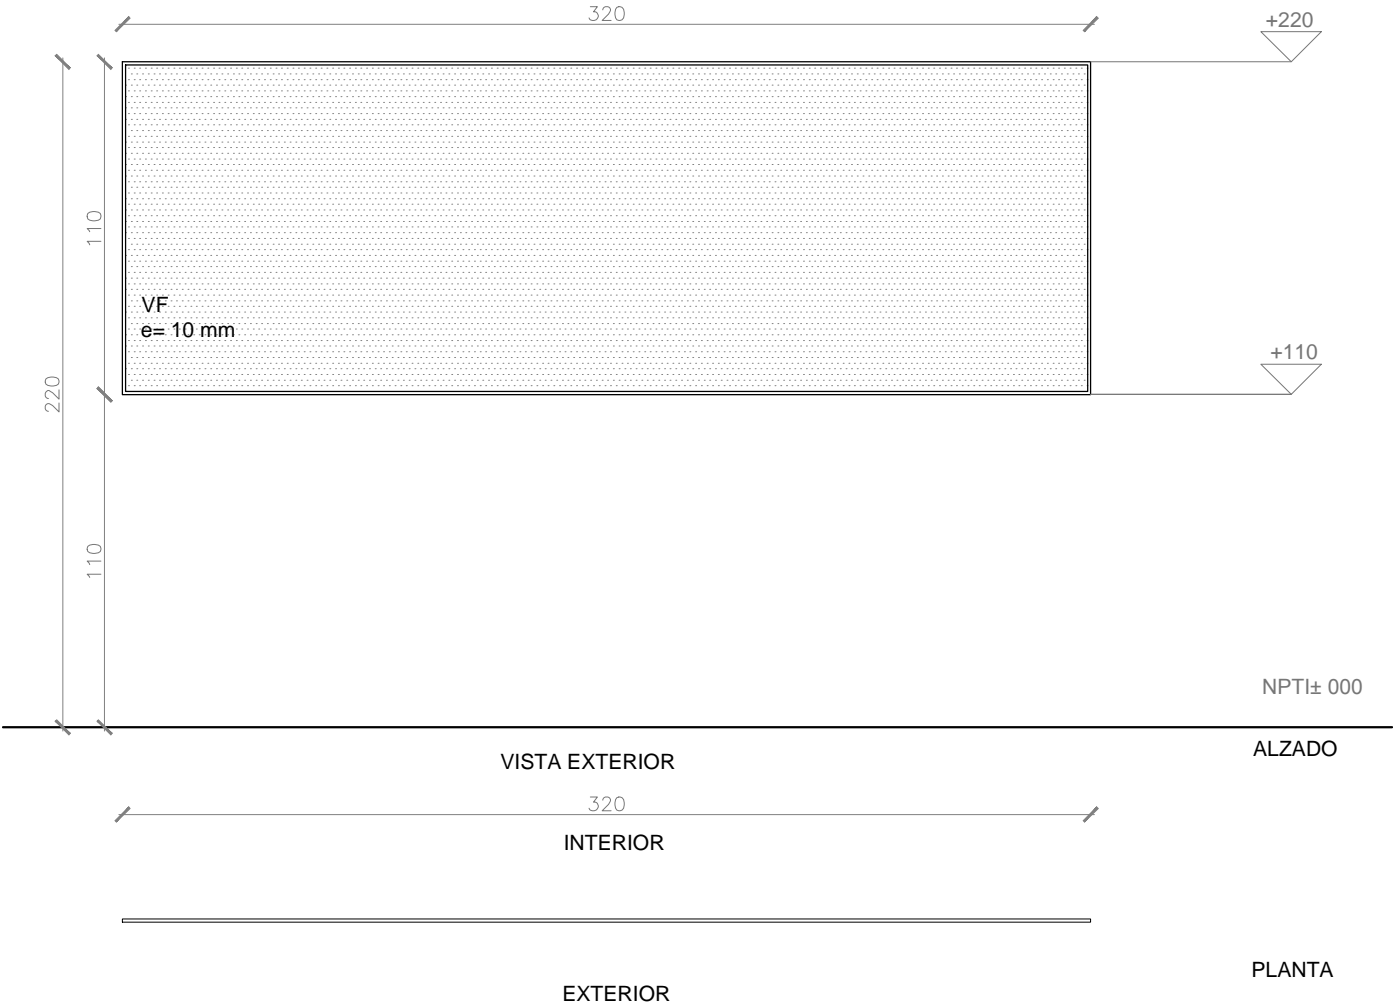 320
+220
110
VF
e= 10 mm
+110
220
110
NPTI± 000
ALZADO
VISTA EXTERIOR
320
INTERIOR
PLANTA
EXTERIOR